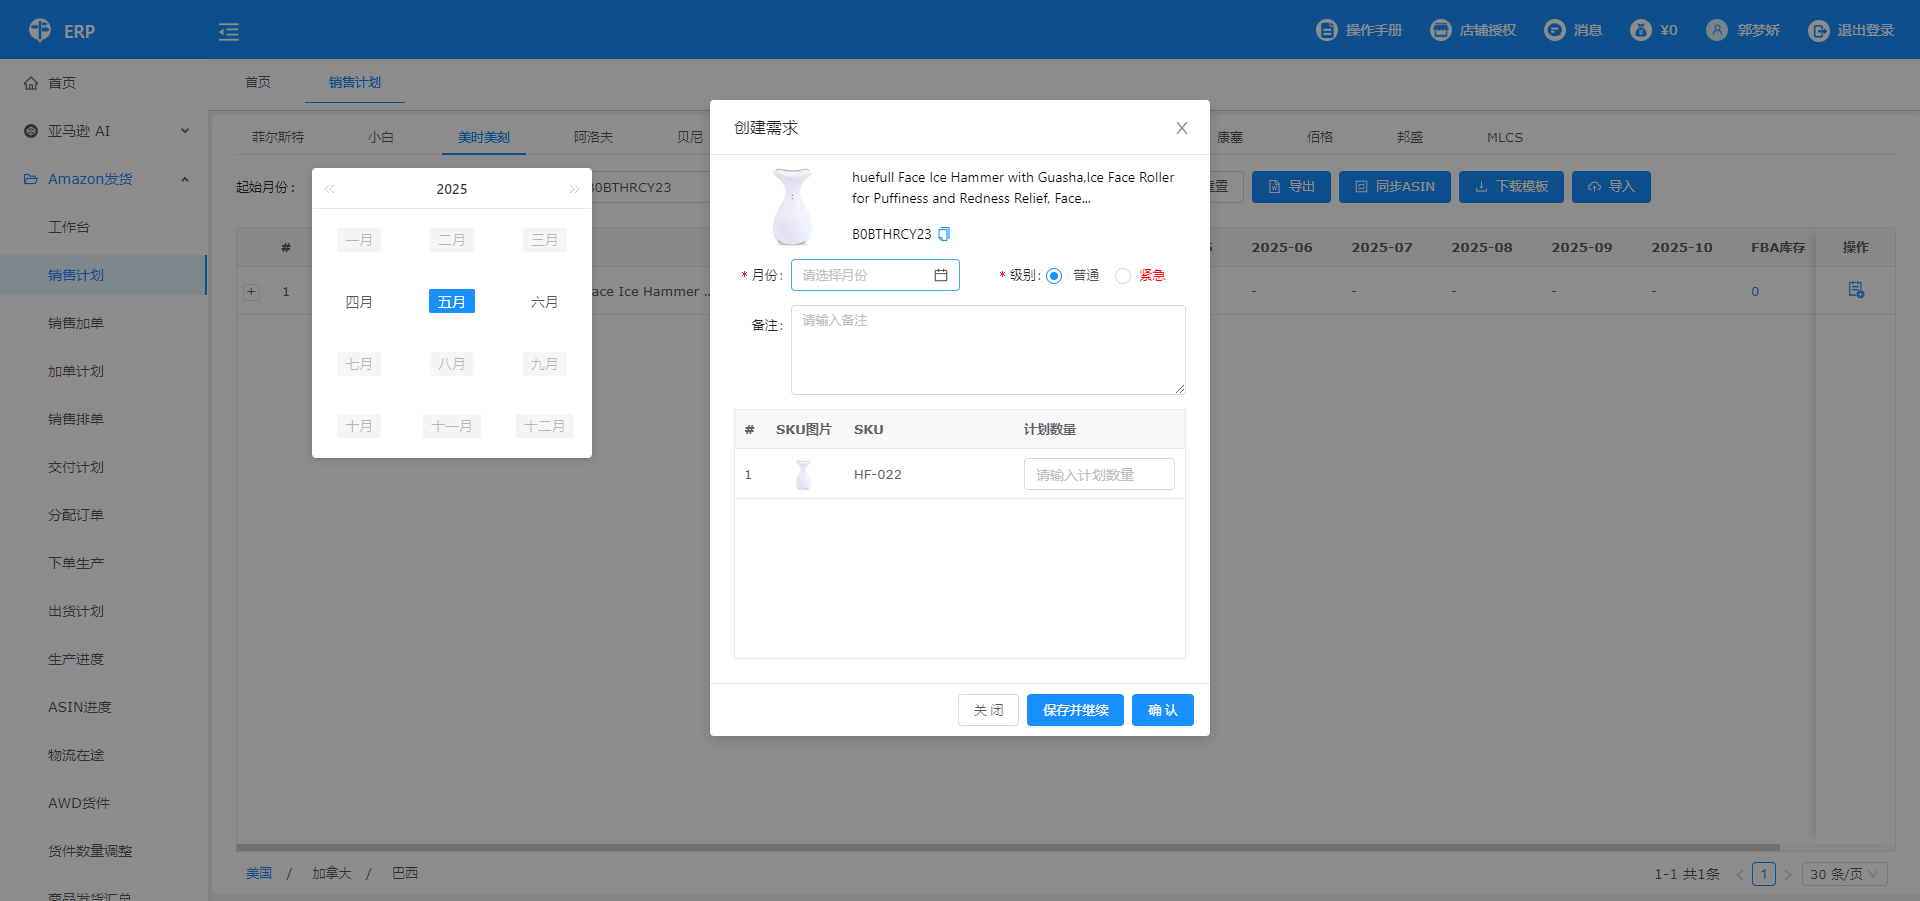 ERP
操作手册
店铺授权
消息
¥0
郭梦娇
退出登录
首页
亚马逊 AI
Amazon发货
工作台
销售计划
销售加单
加单计划
销售排单
交付计划
分配订单
下单生产
出货计划
生产进度
ASIN进度
物流在途
AWD货件
货件数量调整
商品发货汇总
首页
销售计划
菲尔斯特
小白
美时美刻
阿洛夫
贝尼
康塞
佰格
邦盛
MLCS
起始月份：
B0BTHRCY23
导出
同步ASIN
下载模板
导入
#
2025-06
2025-07
2025-08
2025-09
2025-10
FBA库存
操作
+
1
ace Ice Hammer ..
-
-
-
-
-
0
2025
一月
二月
三月
四月
五月
六月
七月
八月
九月
十月
十一月
十二月
创建需求
huefull Face Ice Hammer with Guasha,Ice Face Roller
for Puffiness and Redness Relief, Face...
B0BTHRCY23
* 月份：
请选择月份
* 级别：
普通
紧急
备注：
请输入备注
#
SKU图片
SKU
计划数量
1
HF-022
请输入计划数量
关 闭
保存并继续
确 认
美国 / 加拿大 / 巴西
1-1 共1条
1
30 条/页